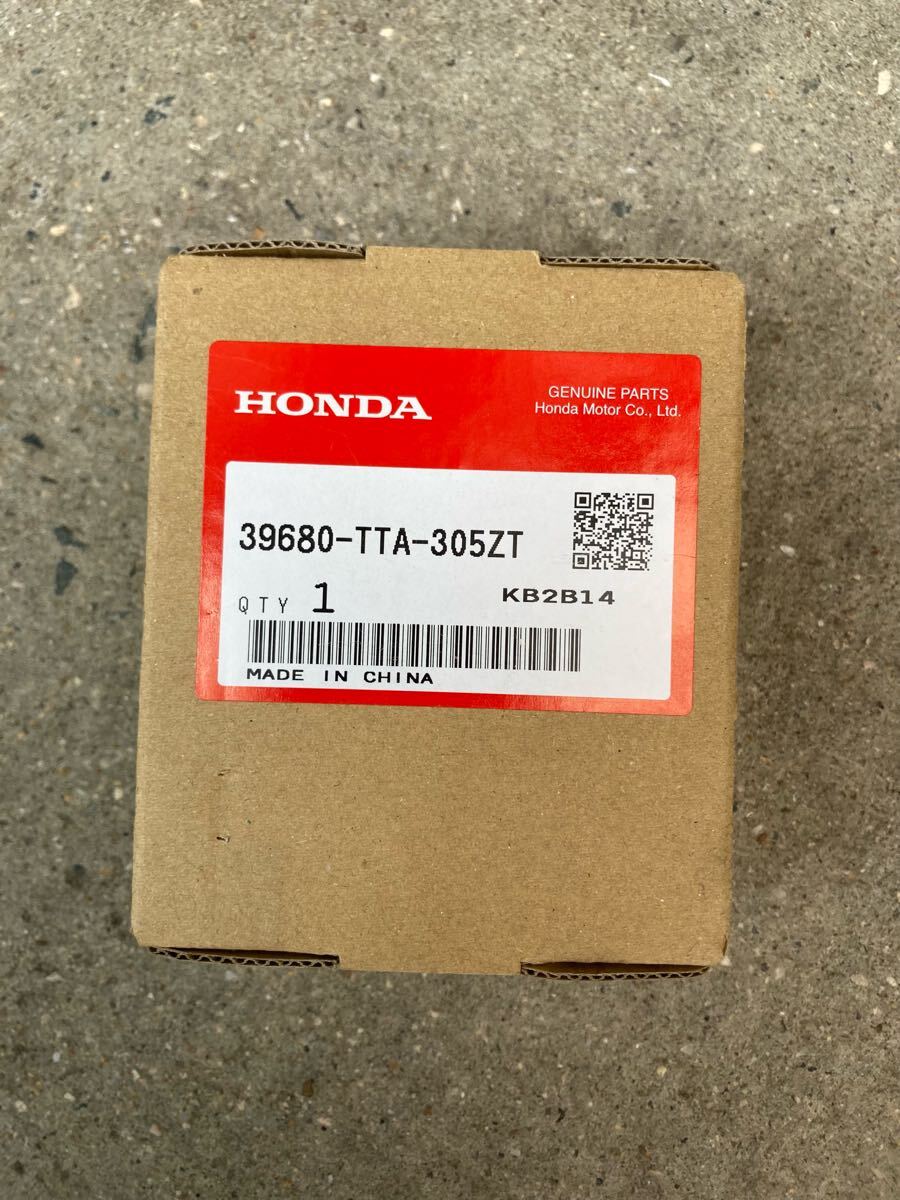 HONDA
GENUINE PARTS
Honda Motor Co., Ltd.
39680-TTA-305ZT
QTY 1
KB2B14
MADE IN CHINA